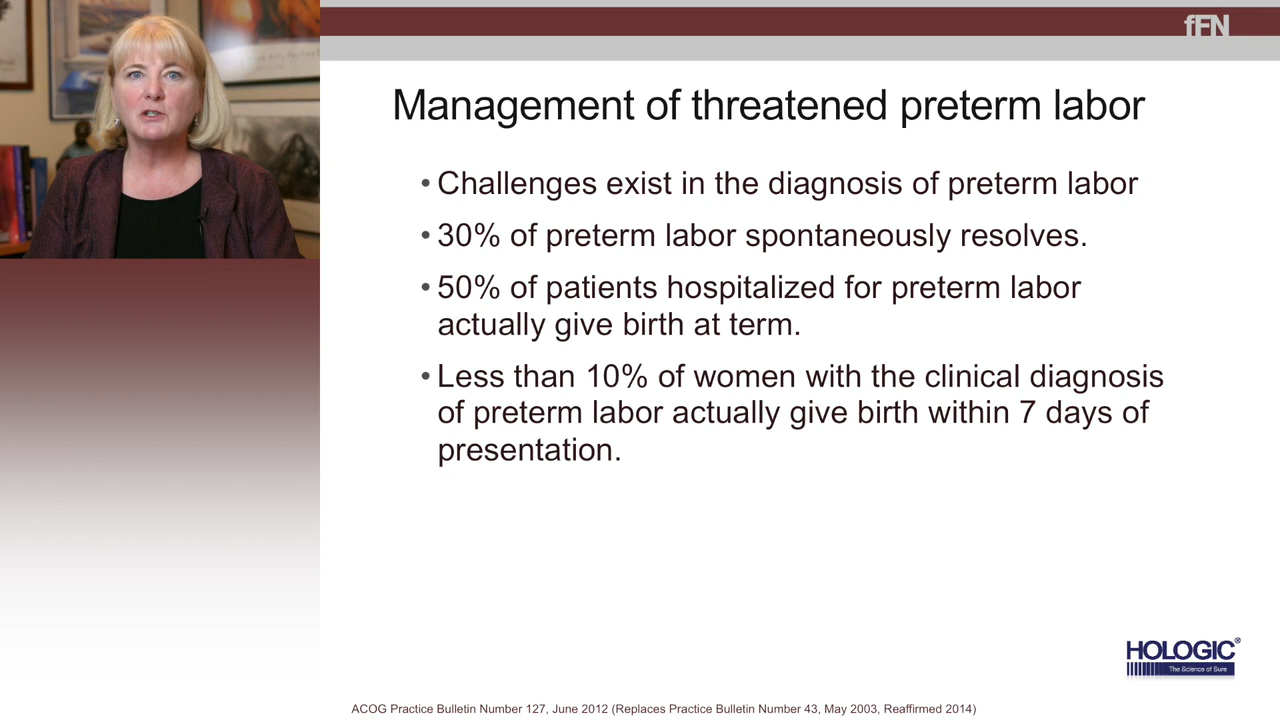 fFN
Management of threatened preterm labor
• Challenges exist in the diagnosis of preterm labor
• 30% of preterm labor spontaneously resolves.
• 50% of patients hospitalized for preterm labor
actually give birth at term.
• Less than 10% of women with the clinical diagnosis
of preterm labor actually give birth within 7 days of
presentation.
HOLOGIC®
The Science of Sure
ACOG Practice Bulletin Number 127, June 2012 (Replaces Practice Bulletin Number 43, May 2003, Reaffirmed 2014)